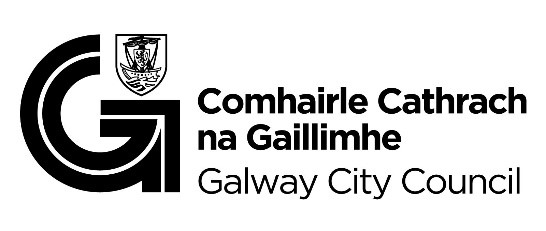 Comhairle Cathrach
na Gaillimhe
Galway City Council